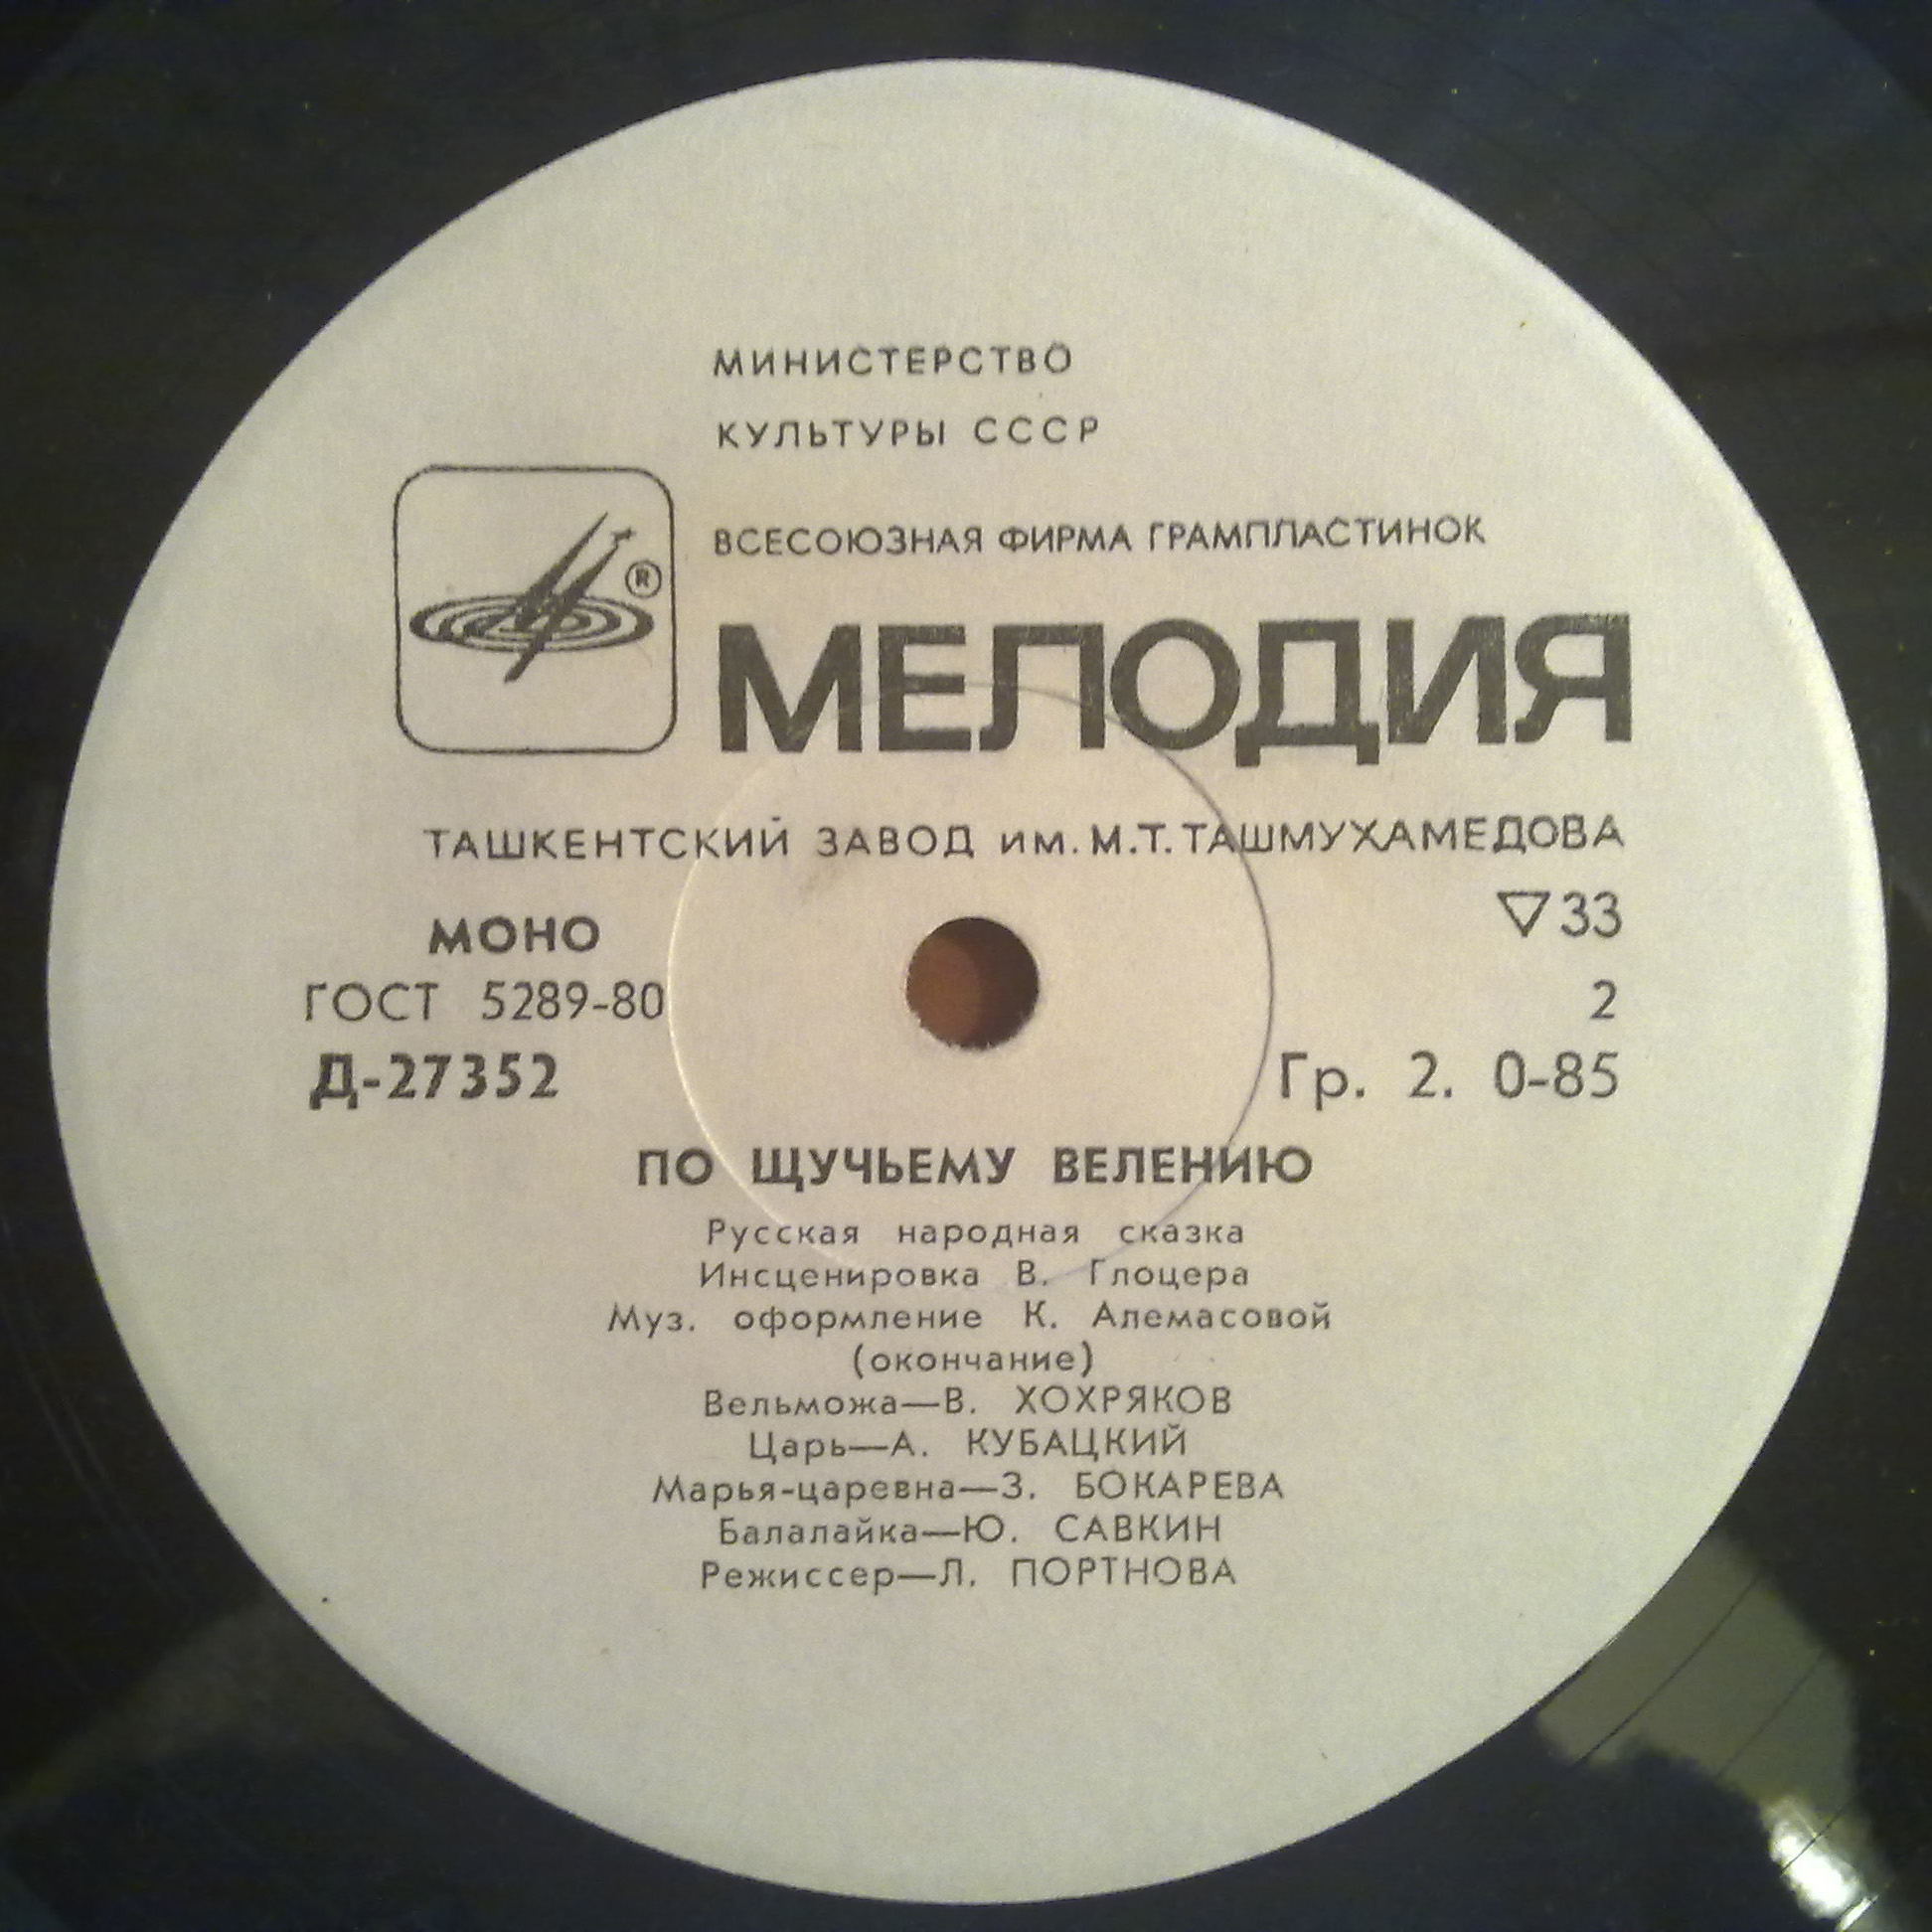 МИНИСТЕРСТВО
КУЛЬТУРЫ СССР
ВСЕСОЮЗНАЯ ФИРМА ГРАМПЛАСТИНОК
®
МЕЛОДИЯ
ТАШКЕНТСКИЙ ЗАВОД им. М.Т. ТАШМУХАМЕДОВА
МОНО ▽33
ГОСТ 5289-80 2
Д-27352 Гр. 2. 0-85
ПО ЩУЧЬЕМУ ВЕЛЕНИЮ
Русская народная сказка
Инсценировка В. Глоцера
Муз. оформление К. Алемасовой
(окончание)
Вельможа—В. ХОХРЯКОВ
Царь—А. КУБАЦКИЙ
Марья-царевна—З. БОКАРЕВА
Балалайка—Ю. САВКИН
Режиссер—Л. ПОРТНОВА